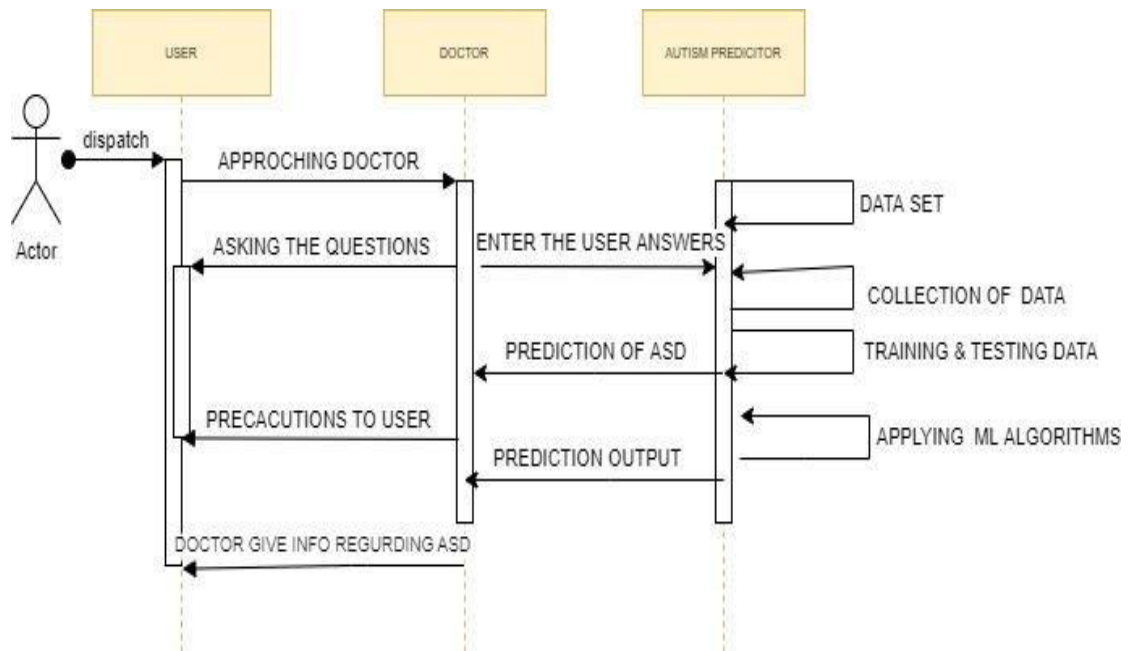 USER
DOCTOR
AUTISM PREDICITOR
dispatch
Actor
APPROCHING DOCTOR
DATA SET
ASKING THE QUESTIONS
ENTER THE USER ANSWERS
COLLECTION OF DATA
PREDICTION OF ASD
TRAINING & TESTING DATA
PRECACUTIONS TO USER
APPLYING ML ALGORITHMS
PREDICTION OUTPUT
DOCTOR GIVE INFO REGURDING ASD